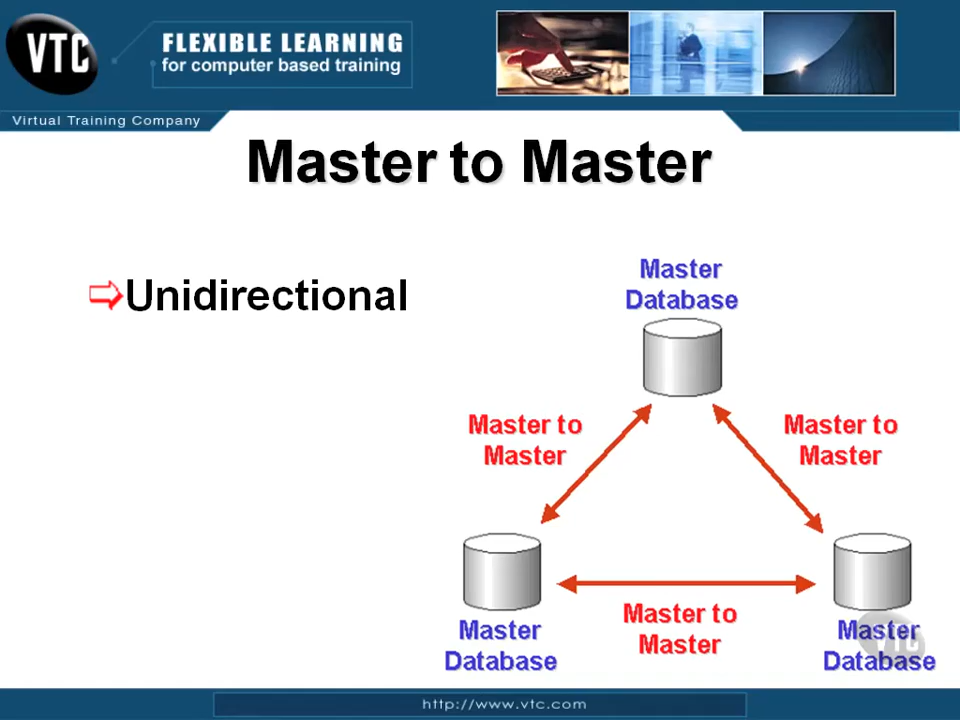 VTC
FLEXIBLE LEARNING
for computer based training
Virtual Training Company
Master to Master
Unidirectional
Master
Database
Master to
Master
Master to
Master
Master to
Master
Master
Database
Master
Database
VTC
http://www.vtc.com